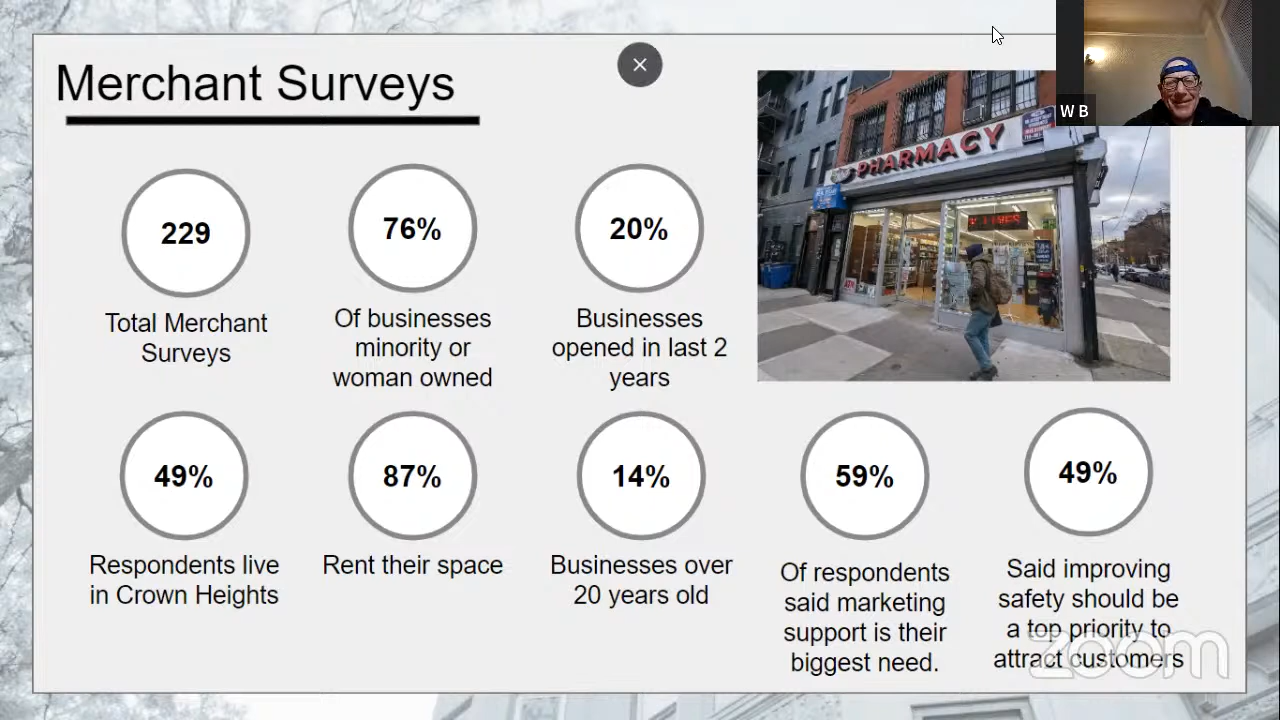 Merchant Surveys
W B
PHARMACY
229
Total Merchant
Surveys
76%
Of businesses
minority or
woman owned
20%
Businesses
opened in last 2
years
49%
Respondents live
in Crown Heights
87%
Rent their space
14%
Businesses over
20 years old
59%
Of respondents
said marketing
support is their
biggest need.
49%
Said improving
safety should be
a top priority to
attract customers
zoom